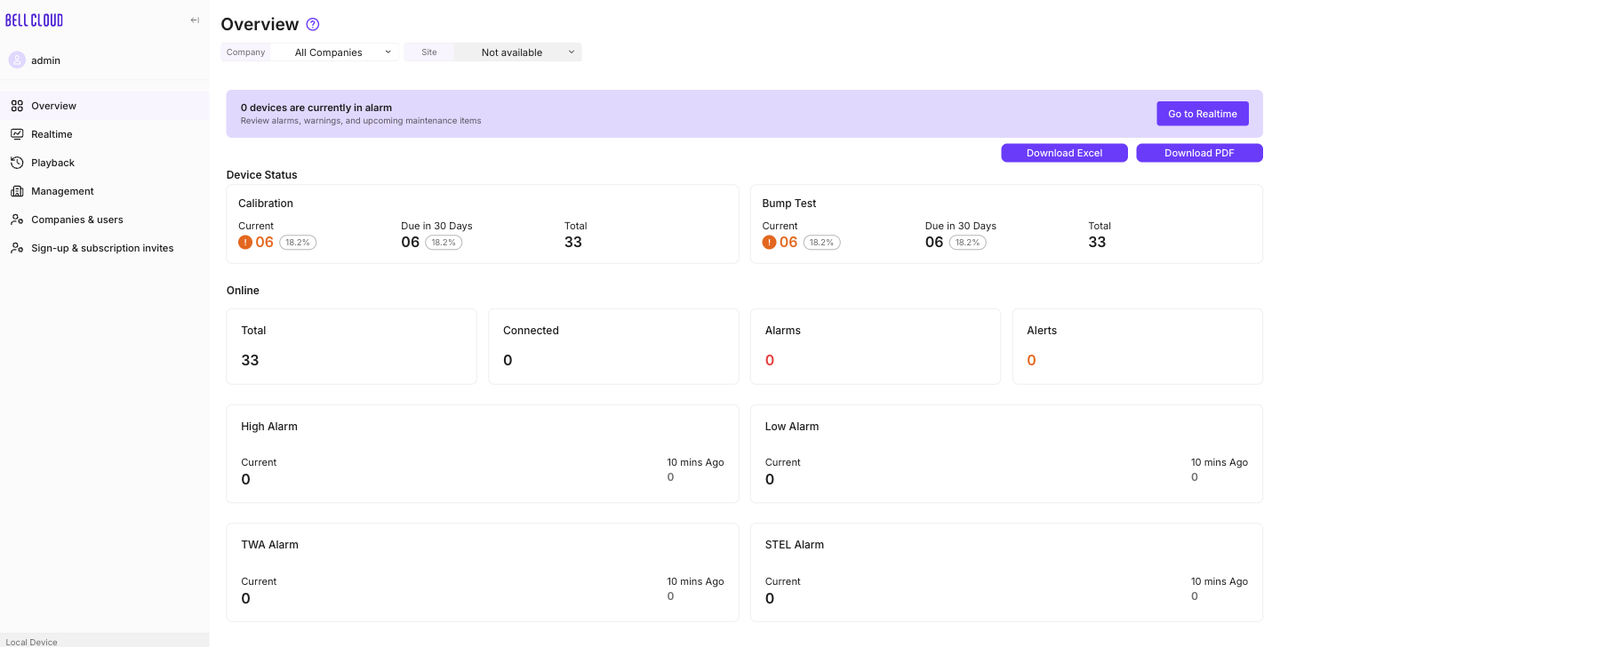 BELL CLOUD
admin
Overview
Realtime
Playback
Management
Companies & users
Sign-up & subscription invites
Local Device
Overview ?
Company All Companies Site Not available
0 devices are currently in alarm
Review alarms, warnings, and upcoming maintenance items
Go to Realtime
Download Excel Download PDF
Device Status
Calibration
Current Due in 30 Days Total
! 06 18.2% 06 18.2% 33
Bump Test
Current Due in 30 Days Total
! 06 18.2% 06 18.2% 33
Online
Total
33
Connected
0
Alarms
0
Alerts
0
High Alarm
Current 10 mins Ago
0 0
Low Alarm
Current 10 mins Ago
0 0
TWA Alarm
Current 10 mins Ago
0 0
STEL Alarm
Current 10 mins Ago
0 0